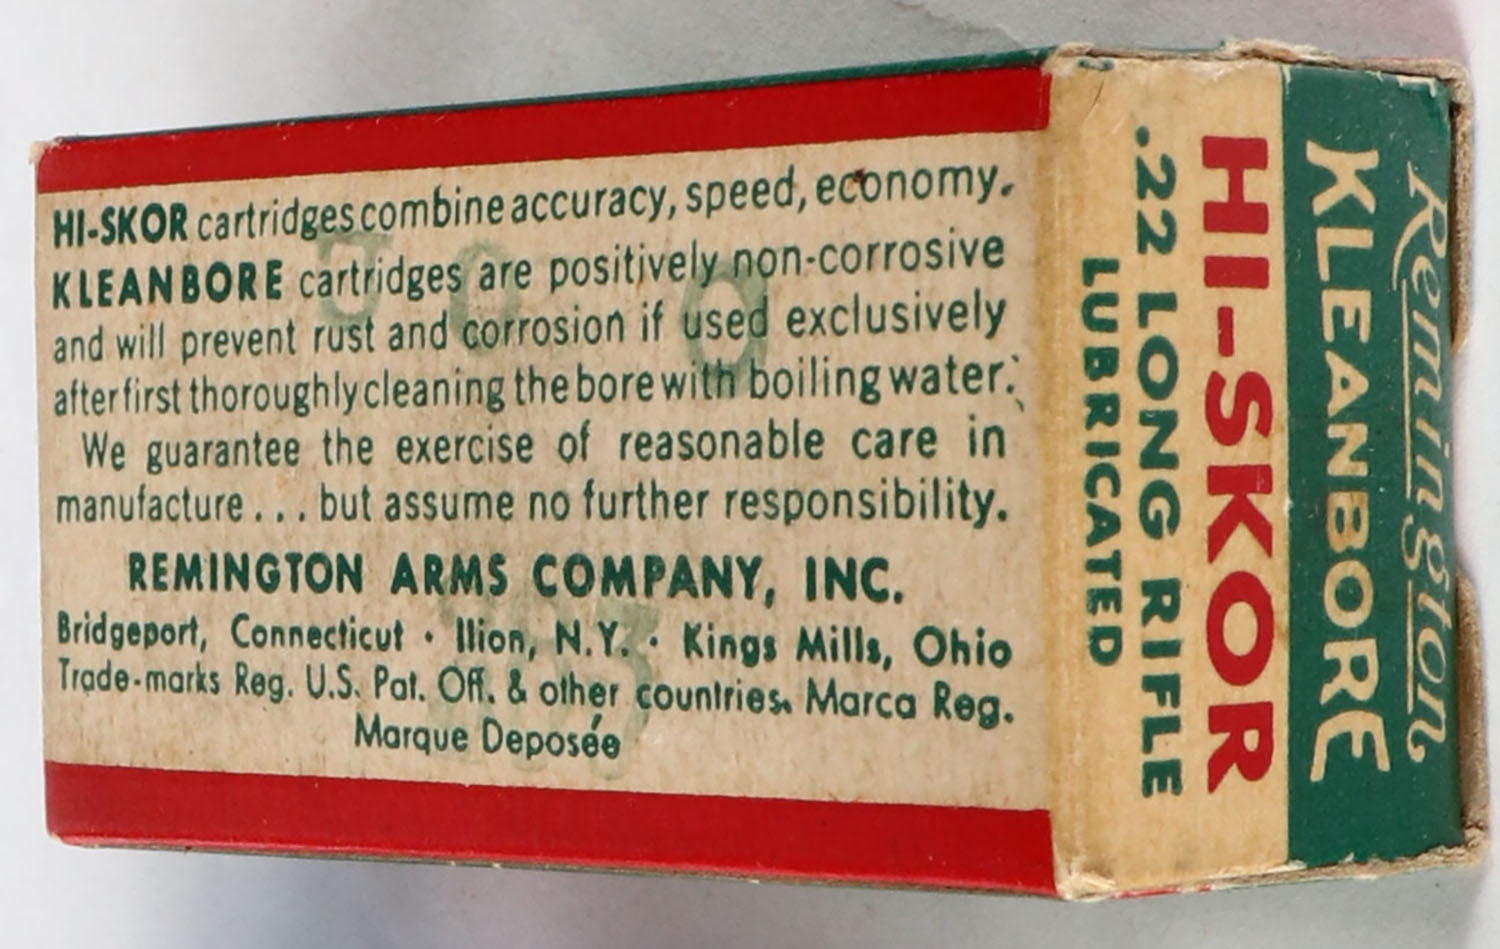 HI-SKOR cartridges combine accuracy, speed, economy.
KLEANBORE cartridges are positively non-corrosive
and will prevent rust and corrosion if used exclusively
after first thoroughly cleaning the bore with boiling water.
We guarantee the exercise of reasonable care in
manufacture . . . but assume no further responsibility.
REMINGTON ARMS COMPANY, INC.
Bridgeport, Connecticut · Ilion, N.Y. · Kings Mills, Ohio
Trade-marks Reg. U.S. Pat. Off. & other countries. Marca Reg.
Marque Deposée
Remington
KLEANBORE
HI-SKOR
.22 LONG RIFLE
LUBRICATED